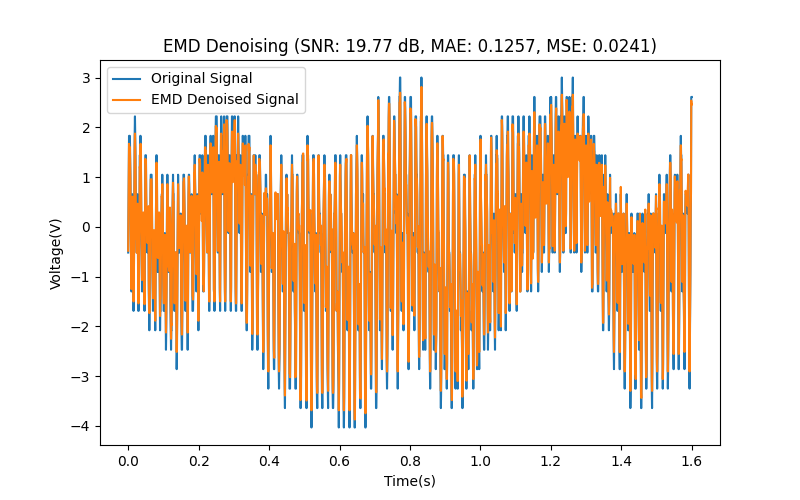 EMD Denoising (SNR: 19.77 dB, MAE: 0.1257, MSE: 0.0241)
Original Signal
EMD Denoised Signal
3
2
1
0
−1
−2
−3
−4
Voltage(V)
0.0 0.2 0.4 0.6 0.8 1.0 1.2 1.4 1.6
Time(s)